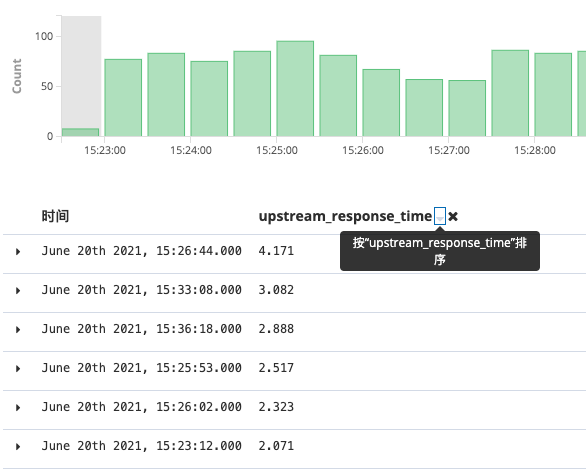 100
50
0
Count
15:23:00 15:24:00 15:25:00 15:26:00 15:27:00 15:28:00
时间 upstream_response_time
按“upstream_response_time”排
序
June 20th 2021, 15:26:44.000 4.171
June 20th 2021, 15:33:08.000 3.082
June 20th 2021, 15:36:18.000 2.888
June 20th 2021, 15:25:53.000 2.517
June 20th 2021, 15:26:02.000 2.323
June 20th 2021, 15:23:12.000 2.071